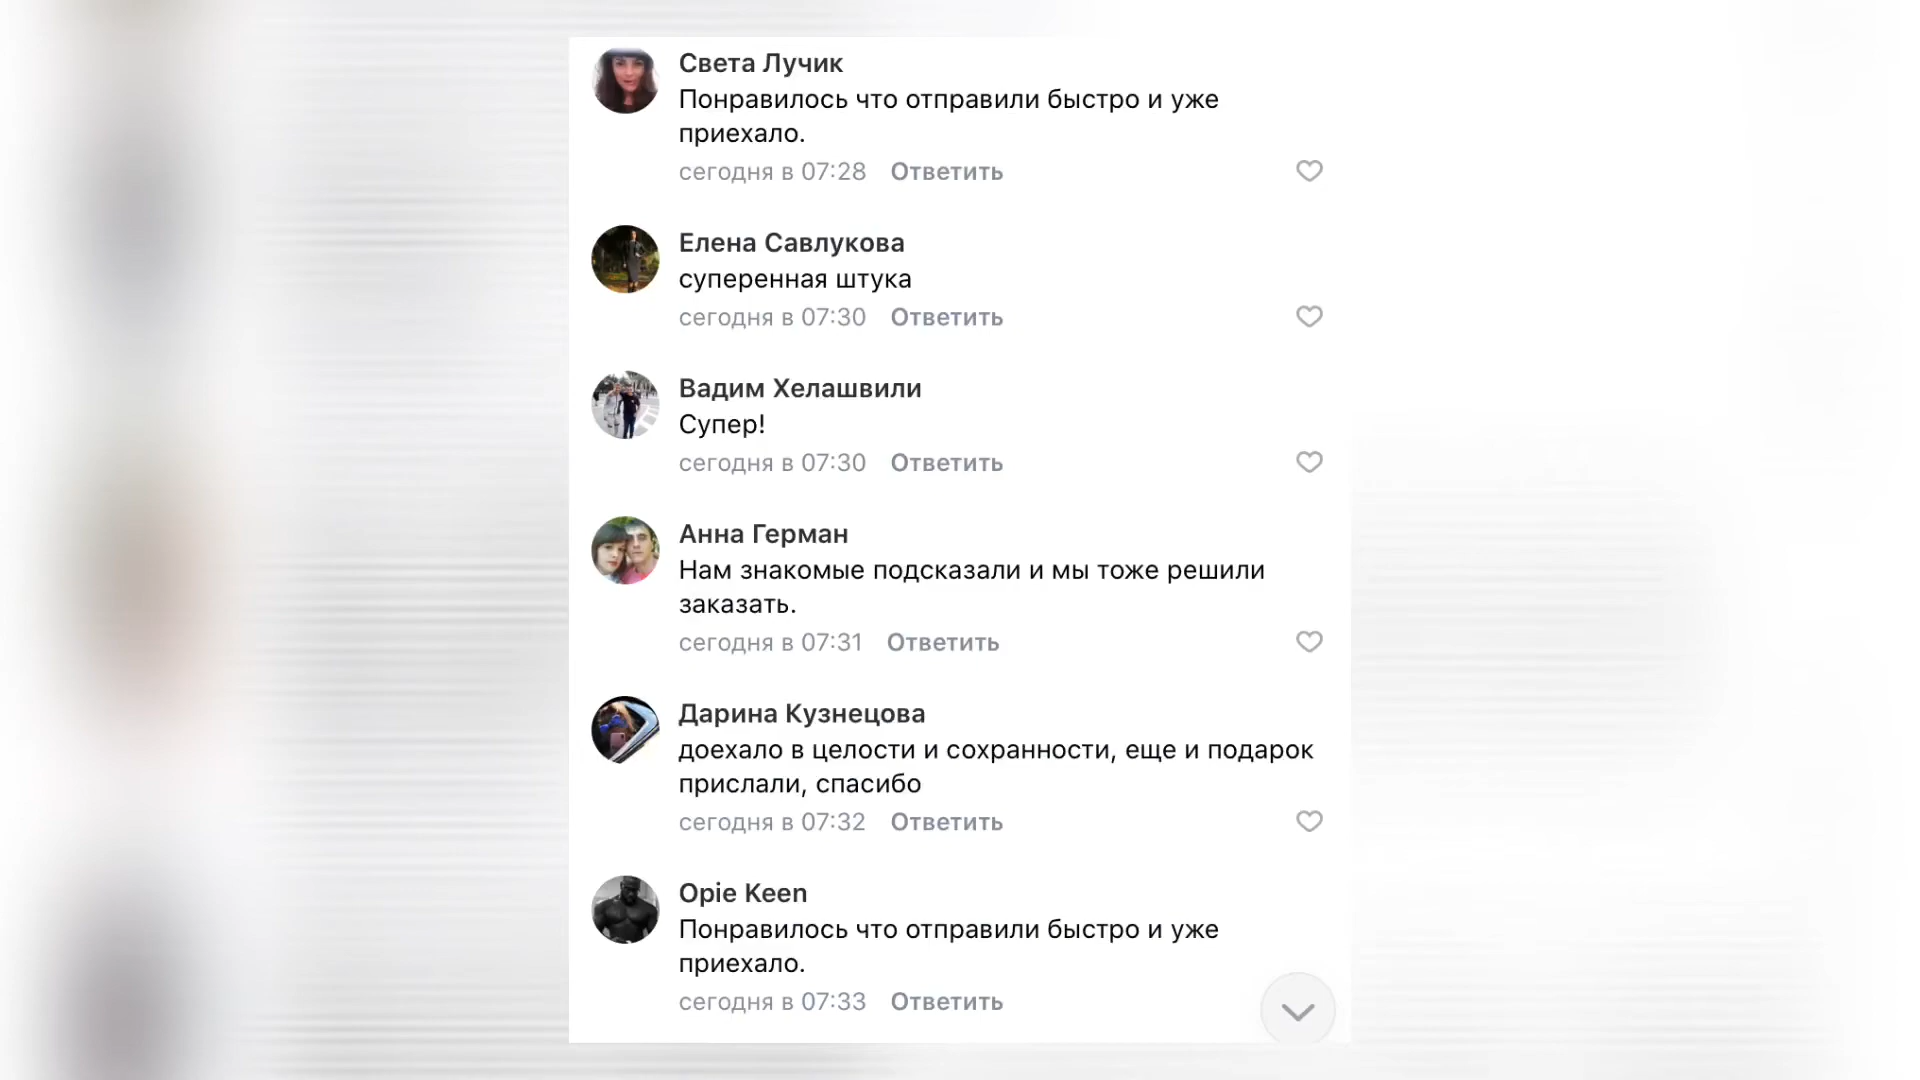 Света Лучик
Понравилось что отправили быстро и уже
приехало.
сегодня в 07:28 Ответить
Елена Савлукова
суперенная штука
сегодня в 07:30 Ответить
Вадим Хелашвили
Супер!
сегодня в 07:30 Ответить
Анна Герман
Нам знакомые подсказали и мы тоже решили
заказать.
сегодня в 07:31 Ответить
Дарина Кузнецова
доехало в целости и сохранности, еще и подарок
прислали, спасибо
сегодня в 07:32 Ответить
Opie Keen
Понравилось что отправили быстро и уже
приехало.
сегодня в 07:33 Ответить